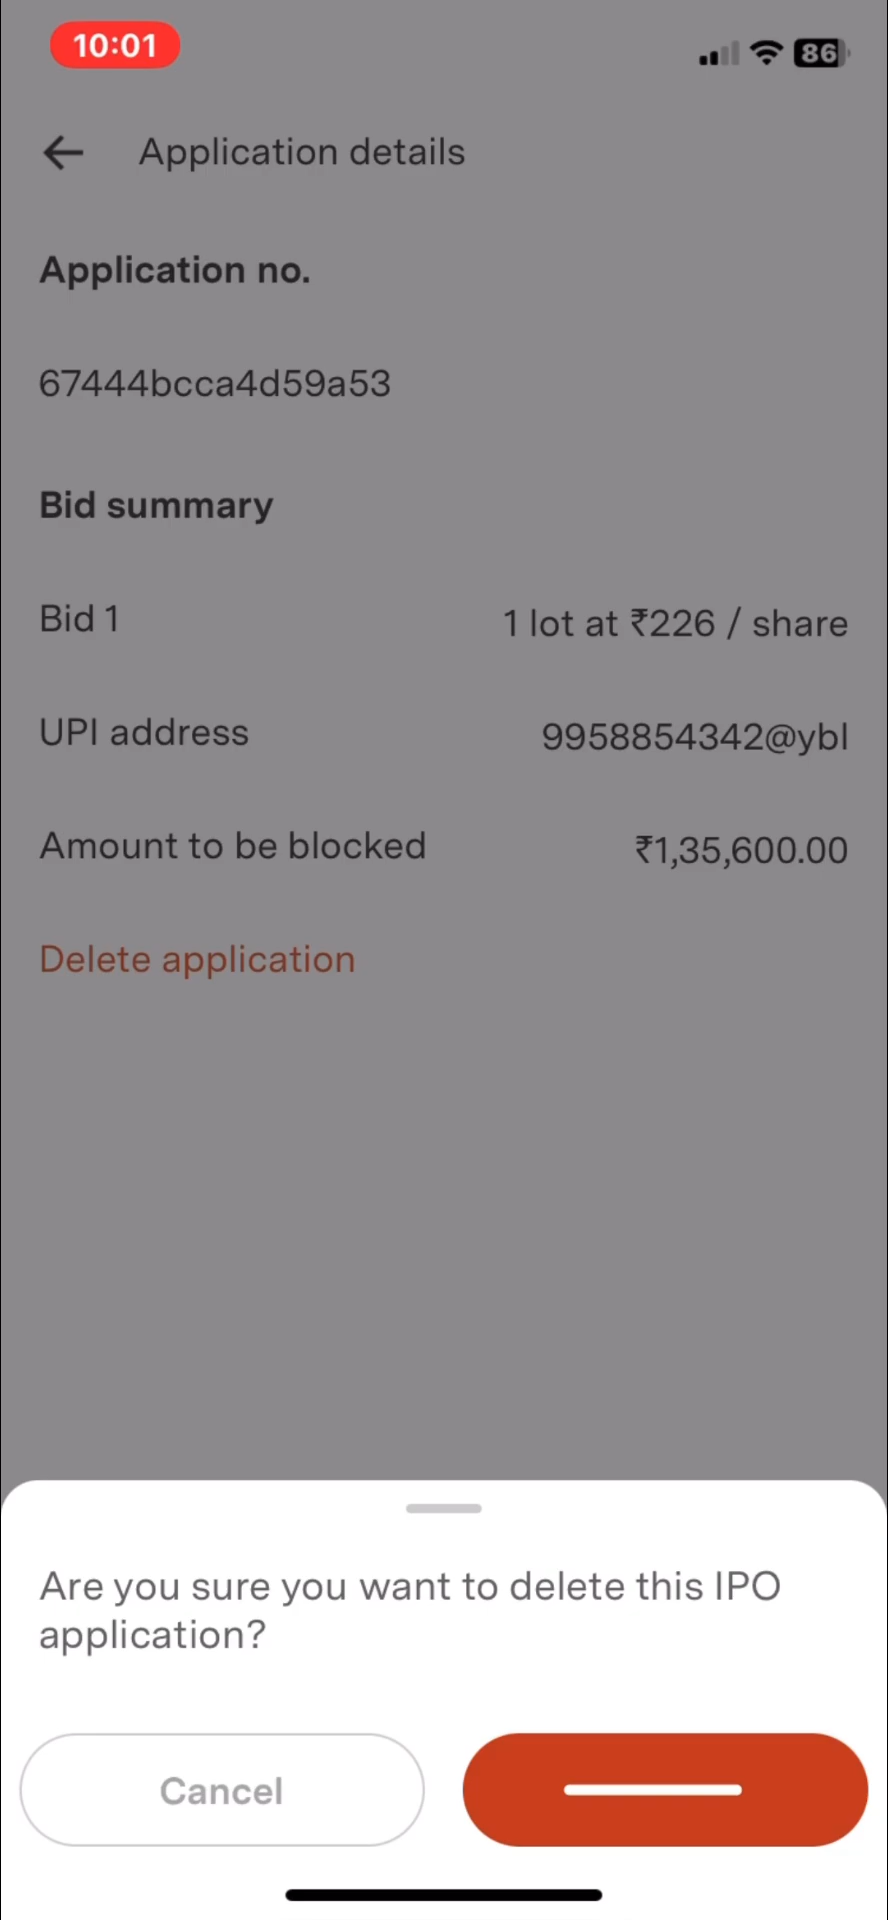 10:01
86
Application details
Application no.
67444bcca4d59a53
Bid summary
Bid 1
1 lot at ₹226 / share
UPI address
9958854342@ybl
Amount to be blocked
₹1,35,600.00
Delete application
Are you sure you want to delete this IPO
application?
Cancel